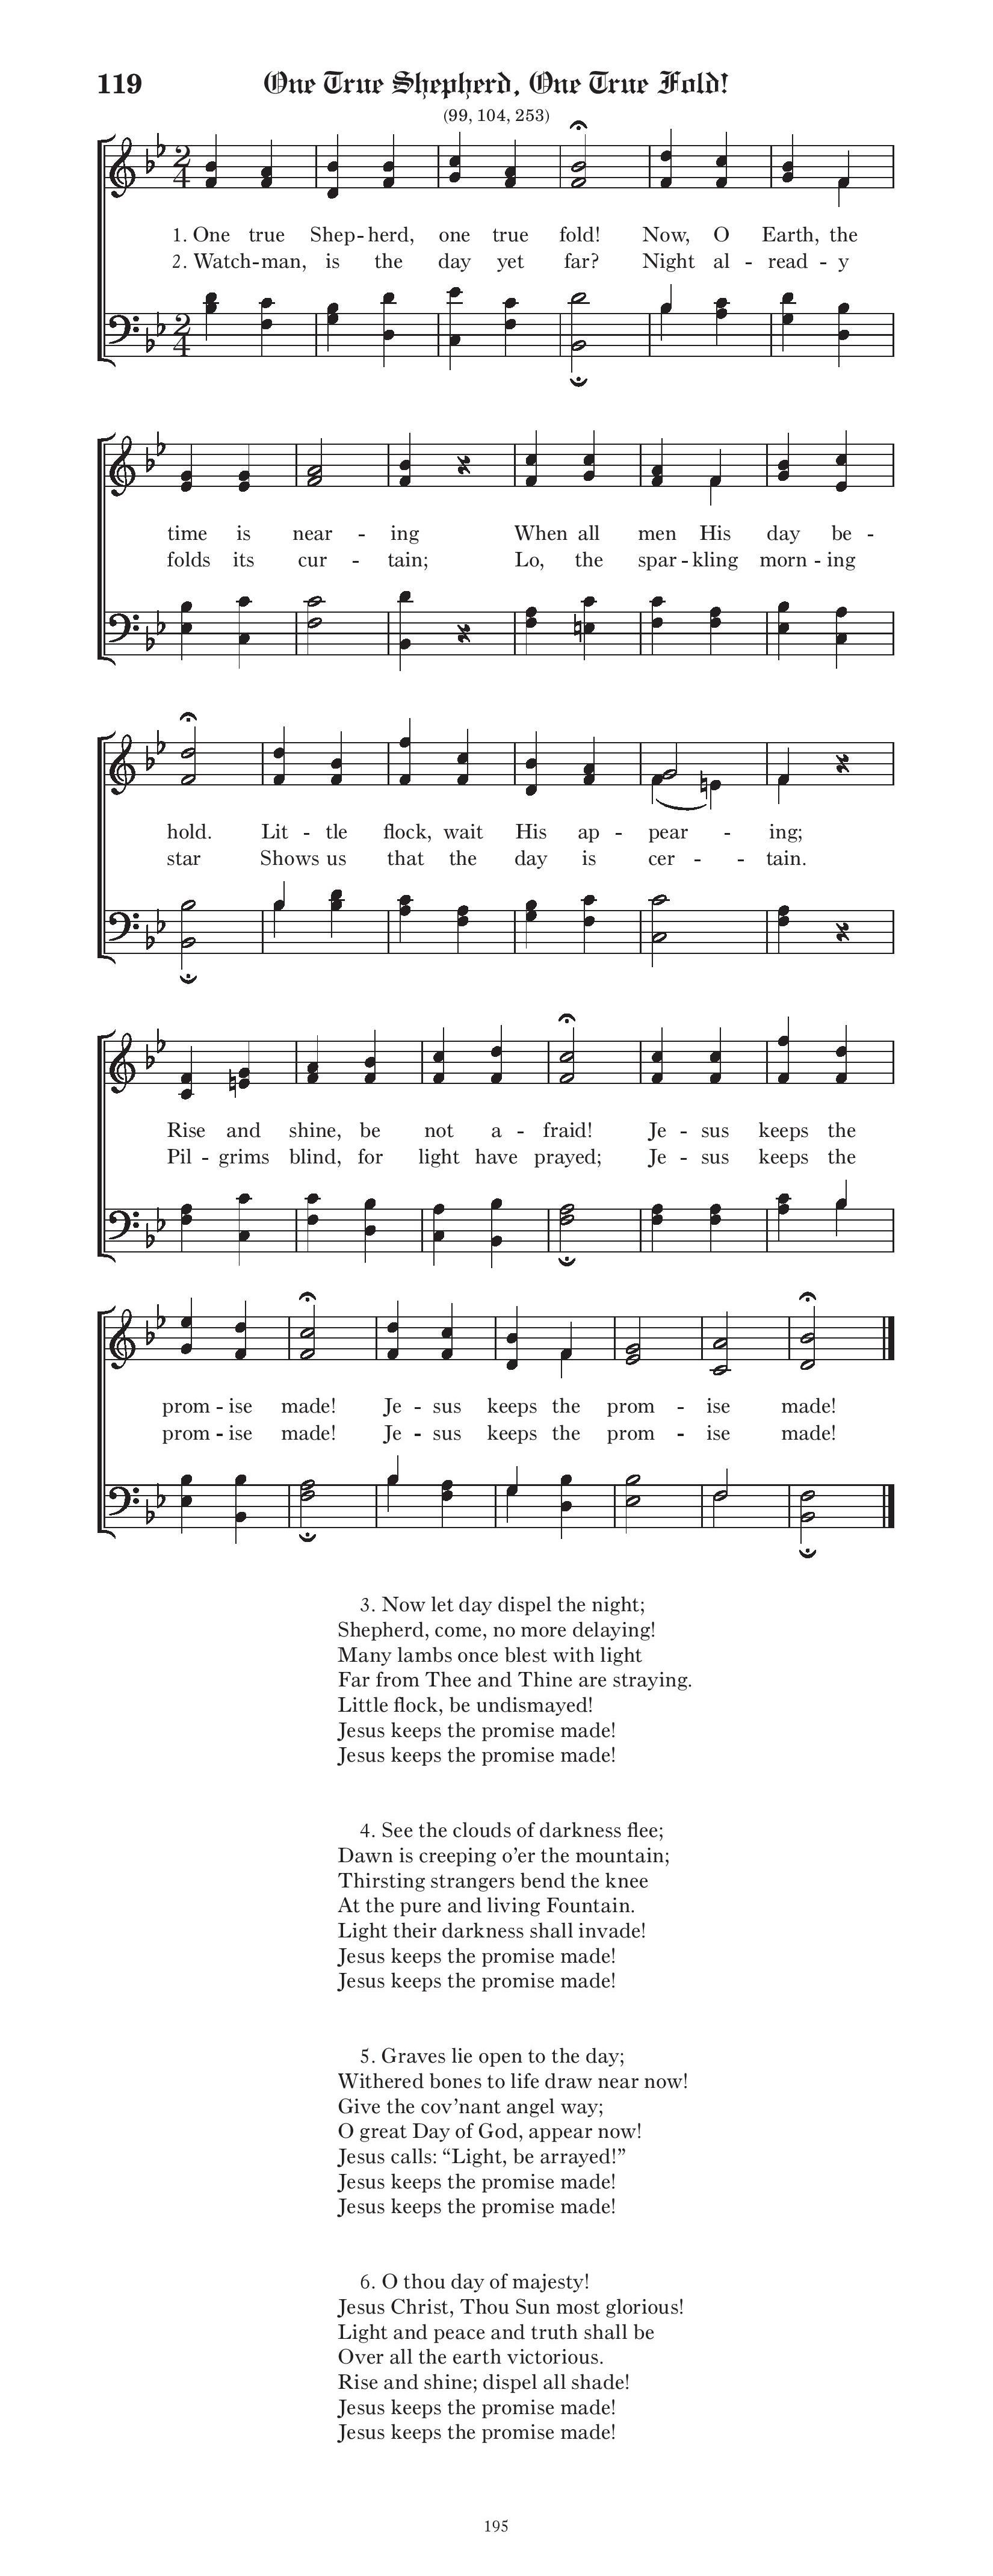 119 One True Shepherd, One True Fold!
(99, 104, 253)
1. One true Shep-herd, one true fold! Now, O Earth, the
2. Watch-man, is the day yet far? Night al - read - y
time is near - ing When all men His day be -
folds its cur - tain; Lo, the spar - kling morn - ing
hold. Lit - tle flock, wait His ap - pear - ing;
star Shows us that the day is cer - - tain.
Rise and shine, be not a - fraid! Je - sus keeps the
Pil - grims blind, for light have prayed; Je - sus keeps the
prom - ise made! Je - sus keeps the prom - ise made!
prom - ise made! Je - sus keeps the prom - ise made!
3. Now let day dispel the night;
Shepherd, come, no more delaying!
Many lambs once blest with light
Far from Thee and Thine are straying.
Little flock, be undismayed!
Jesus keeps the promise made!
Jesus keeps the promise made!
4. See the clouds of darkness flee;
Dawn is creeping o’er the mountain;
Thirsting strangers bend the knee
At the pure and living Fountain.
Light their darkness shall invade!
Jesus keeps the promise made!
Jesus keeps the promise made!
5. Graves lie open to the day;
Withered bones to life draw near now!
Give the cov’nant angel way;
O great Day of God, appear now!
Jesus calls: “Light, be arrayed!”
Jesus keeps the promise made!
Jesus keeps the promise made!
6. O thou day of majesty!
Jesus Christ, Thou Sun most glorious!
Light and peace and truth shall be
Over all the earth victorious.
Rise and shine; dispel all shade!
Jesus keeps the promise made!
Jesus keeps the promise made!
195